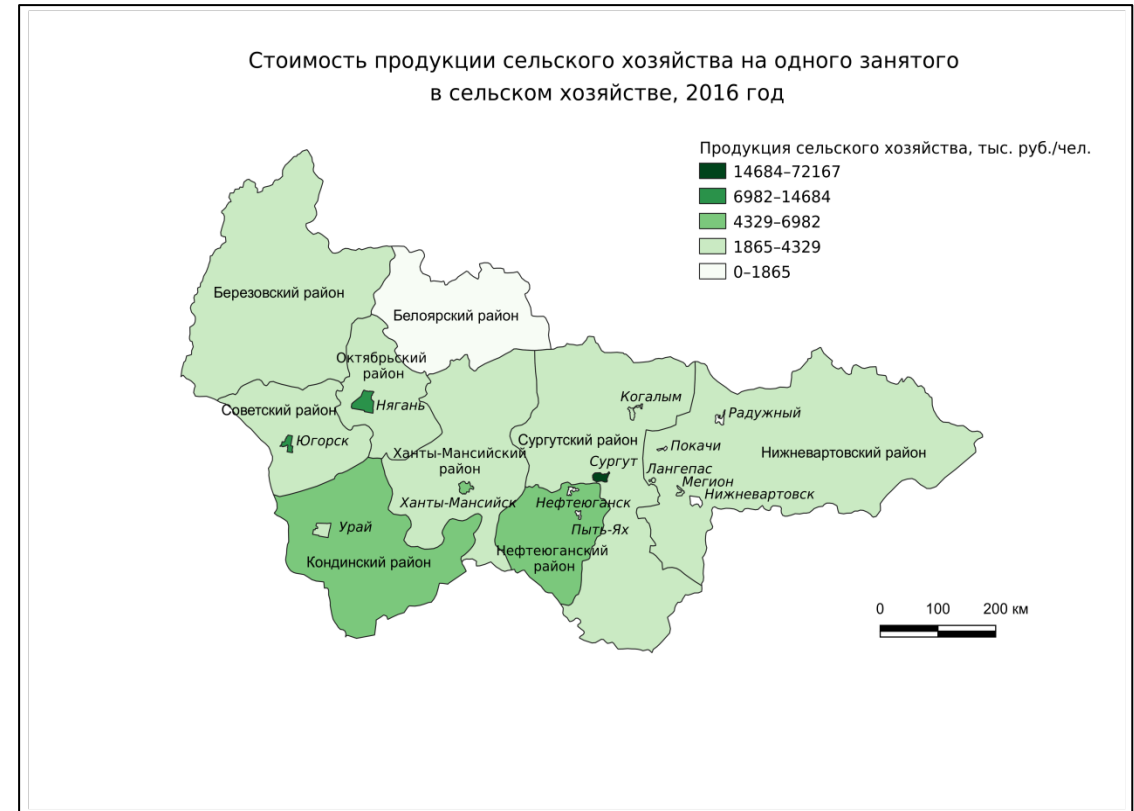 Стоимость продукции сельского хозяйства на одного занятого
в сельском хозяйстве, 2016 год
Продукция сельского хозяйства, тыс. руб./чел.
14684–72167
6982–14684
4329–6982
1865–4329
0–1865
Березовский район
Белоярский район
Октябрьский
район
Нягань
Советский район
Югорск
Ханты-Мансийский
район
Ханты-Мансийск
Урай
Кондинский район
Когалым
Сургутский район
Сургут
Нефтеюганск
Пыть-Ях
Нефтеюганский
район
Радужный
Покачи
Лангепас
Мегион
Нижневартовск
Нижневартовский район
0 100 200 км